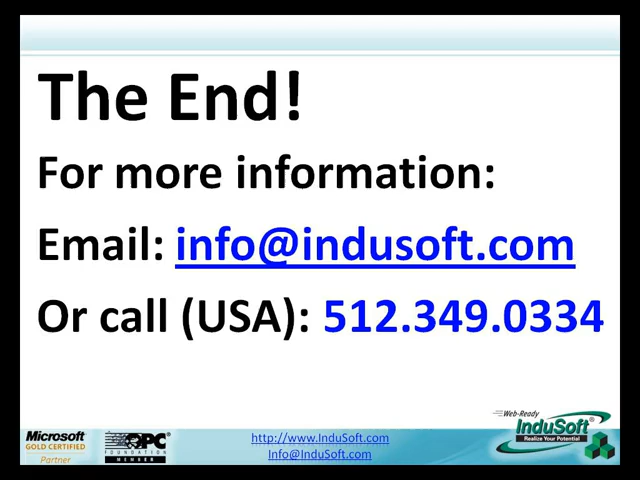 The End!
For more information:
Email: info@indusoft.com
Or call (USA): 512.349.0334
Microsoft
GOLD CERTIFIED
Partner
OPC
FOUNDATION
MEMBER
http://www.InduSoft.com
Info@InduSoft.com
Web-Ready
InduSoft
Realize Your Potential